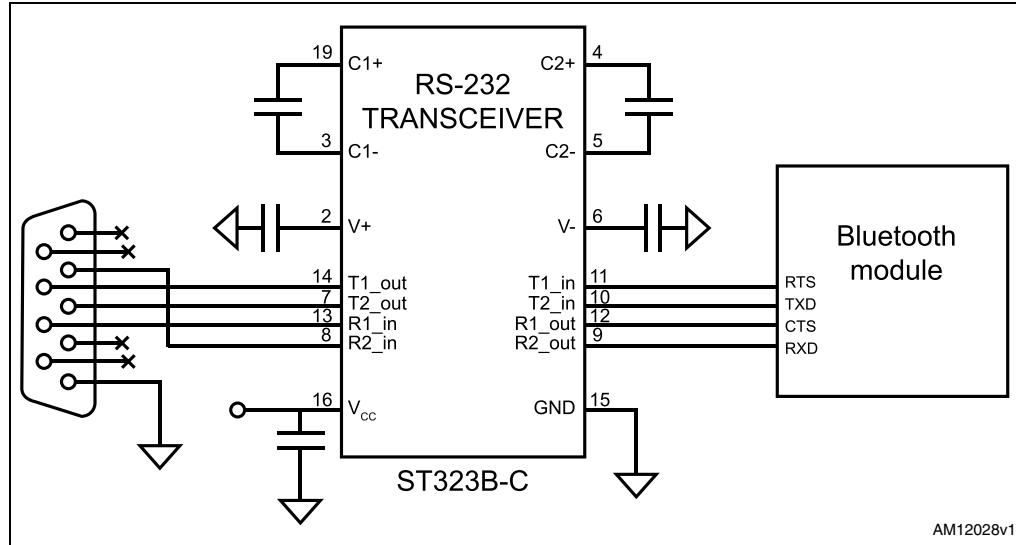 19 C1+ C2+ 4
RS-232
TRANSCEIVER
3 C1- C2- 5
2 V+ V- 6
Bluetooth
module
14 T1_out T1_in 11 RTS
7 T2_out T2_in 10 TXD
13 R1_in R1_out 12 CTS
8 R2_in R2_out 9 RXD
16 VCC GND 15
ST323B-C
AM12028v1